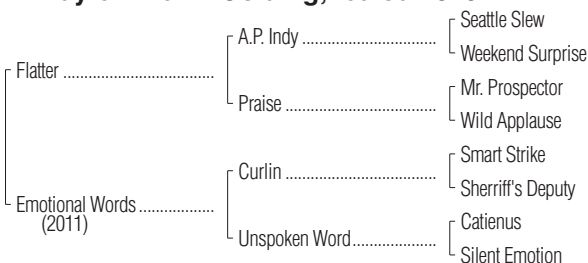 Seattle Slew
A.P. Indy ..........................................
Weekend Surprise
Flatter ........................................
Mr. Prospector
Praise .............................................
Wild Applause
Smart Strike
Curlin .............................................
Sherriff's Deputy
Emotional Words ....................
(2011)
Catienus
Unspoken Word.......................
Silent Emotion